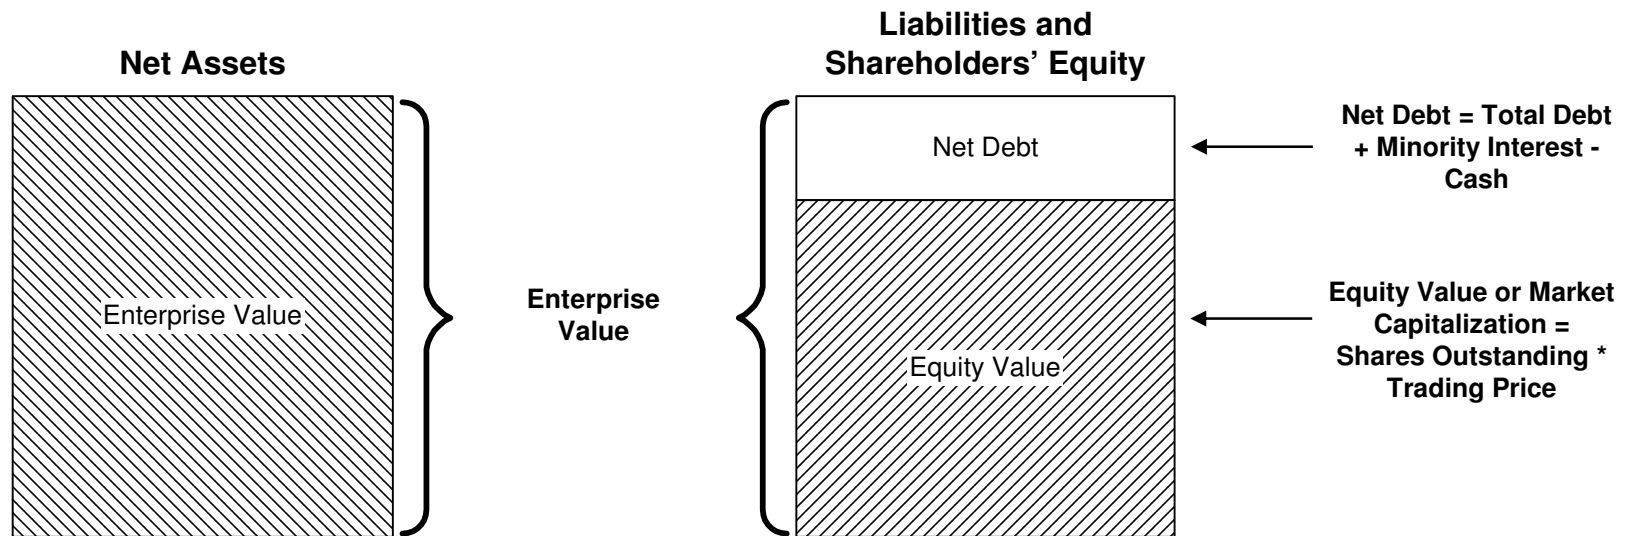 Net Assets
Liabilities and
Shareholders’ Equity
Enterprise Value
Enterprise
Value
Net Debt
Equity Value
Net Debt = Total Debt
+ Minority Interest -
Cash
Equity Value or Market
Capitalization =
Shares Outstanding *
Trading Price